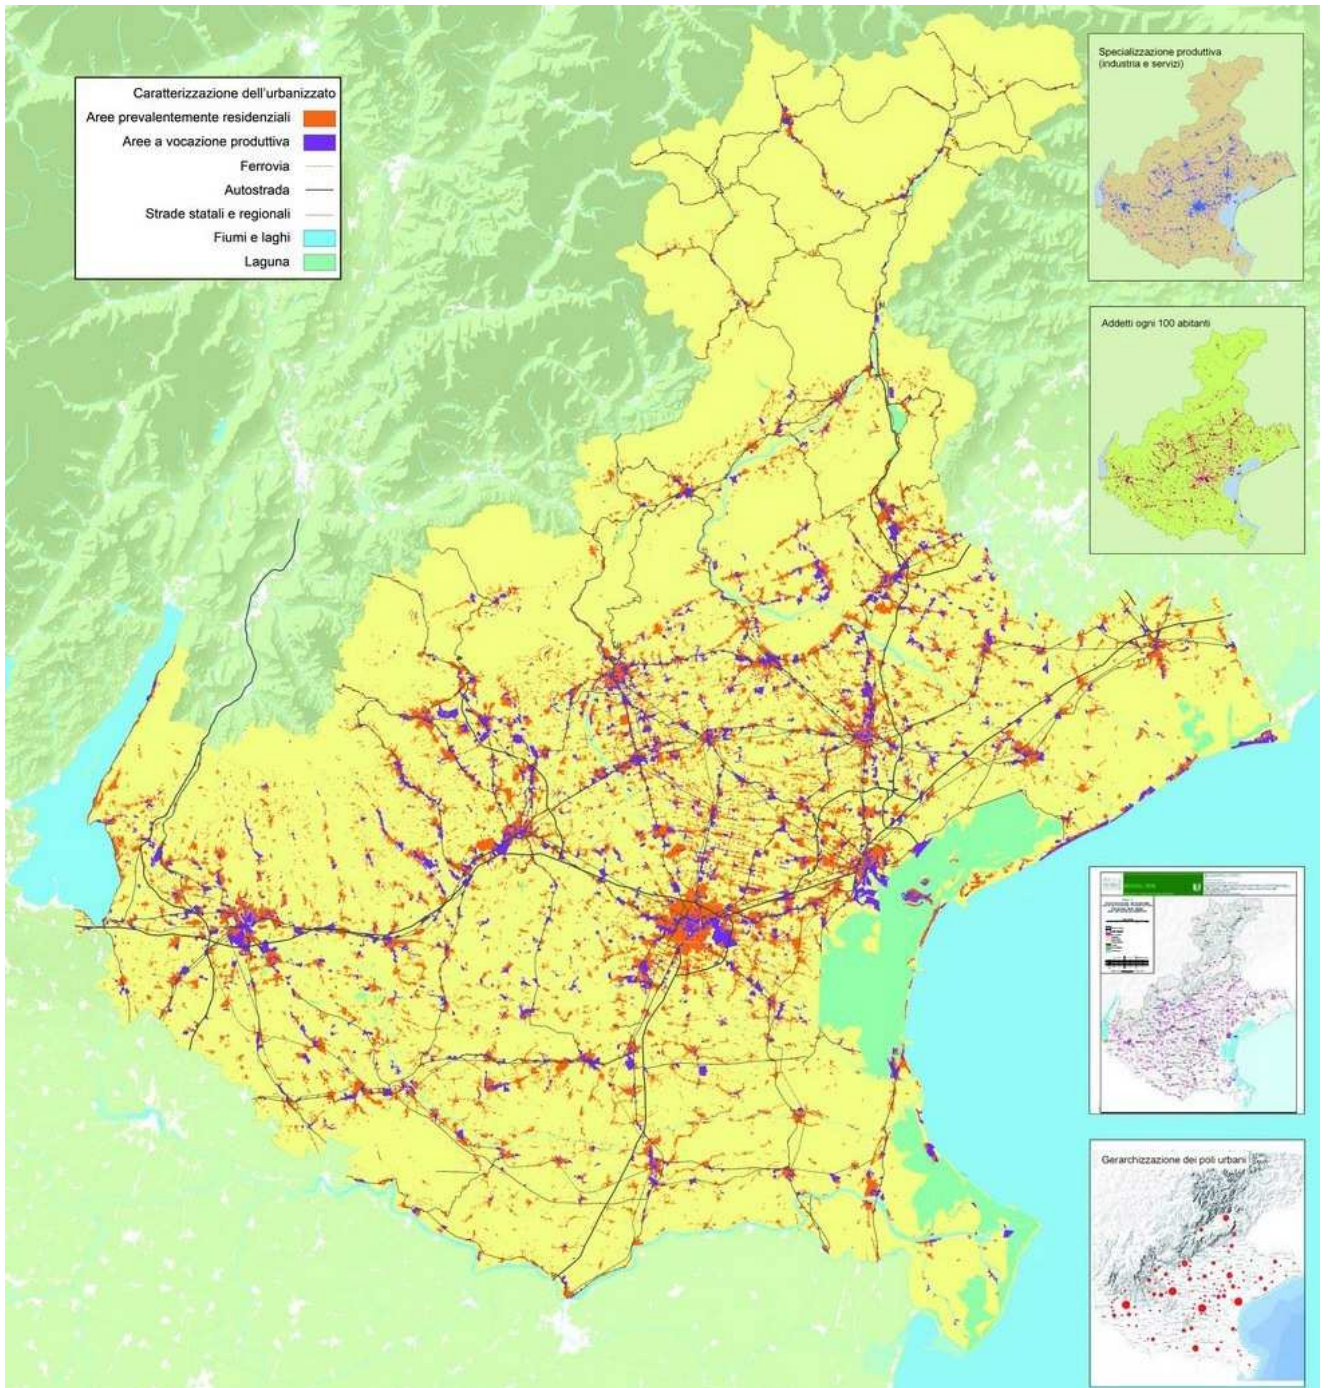 Caratterizzazione dell'urbanizzato
Aree prevalentemente residenziali
Aree a vocazione produttiva
Ferrovia
Autostrada
Strade statali e regionali
Fiumi e laghi
Laguna
Specializzazione produttiva
(industria e servizi)
Addetti ogni 100 abitanti
Gerarchizzazione dei poli urbani